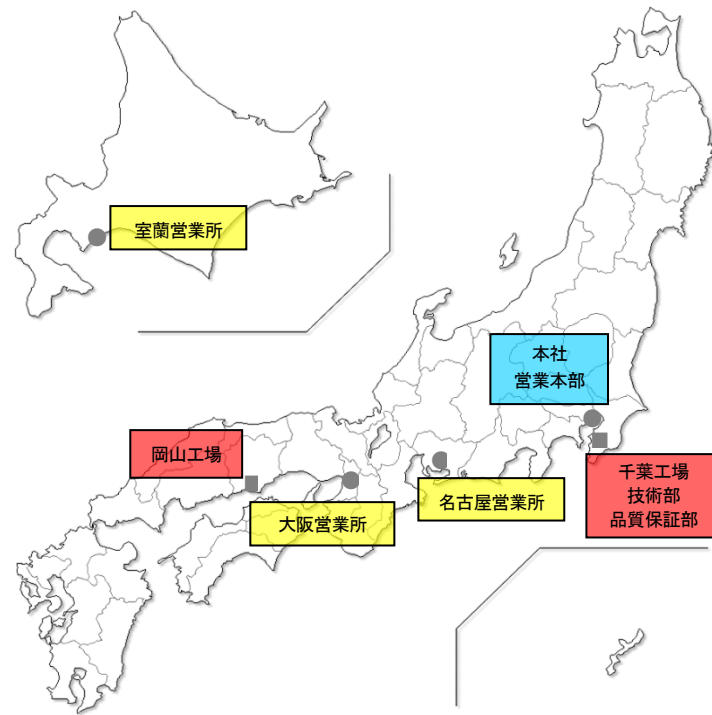 室蘭営業所
本社
営業本部
岡山工場
千葉工場
技術部
品質保証部
名古屋営業所
大阪営業所